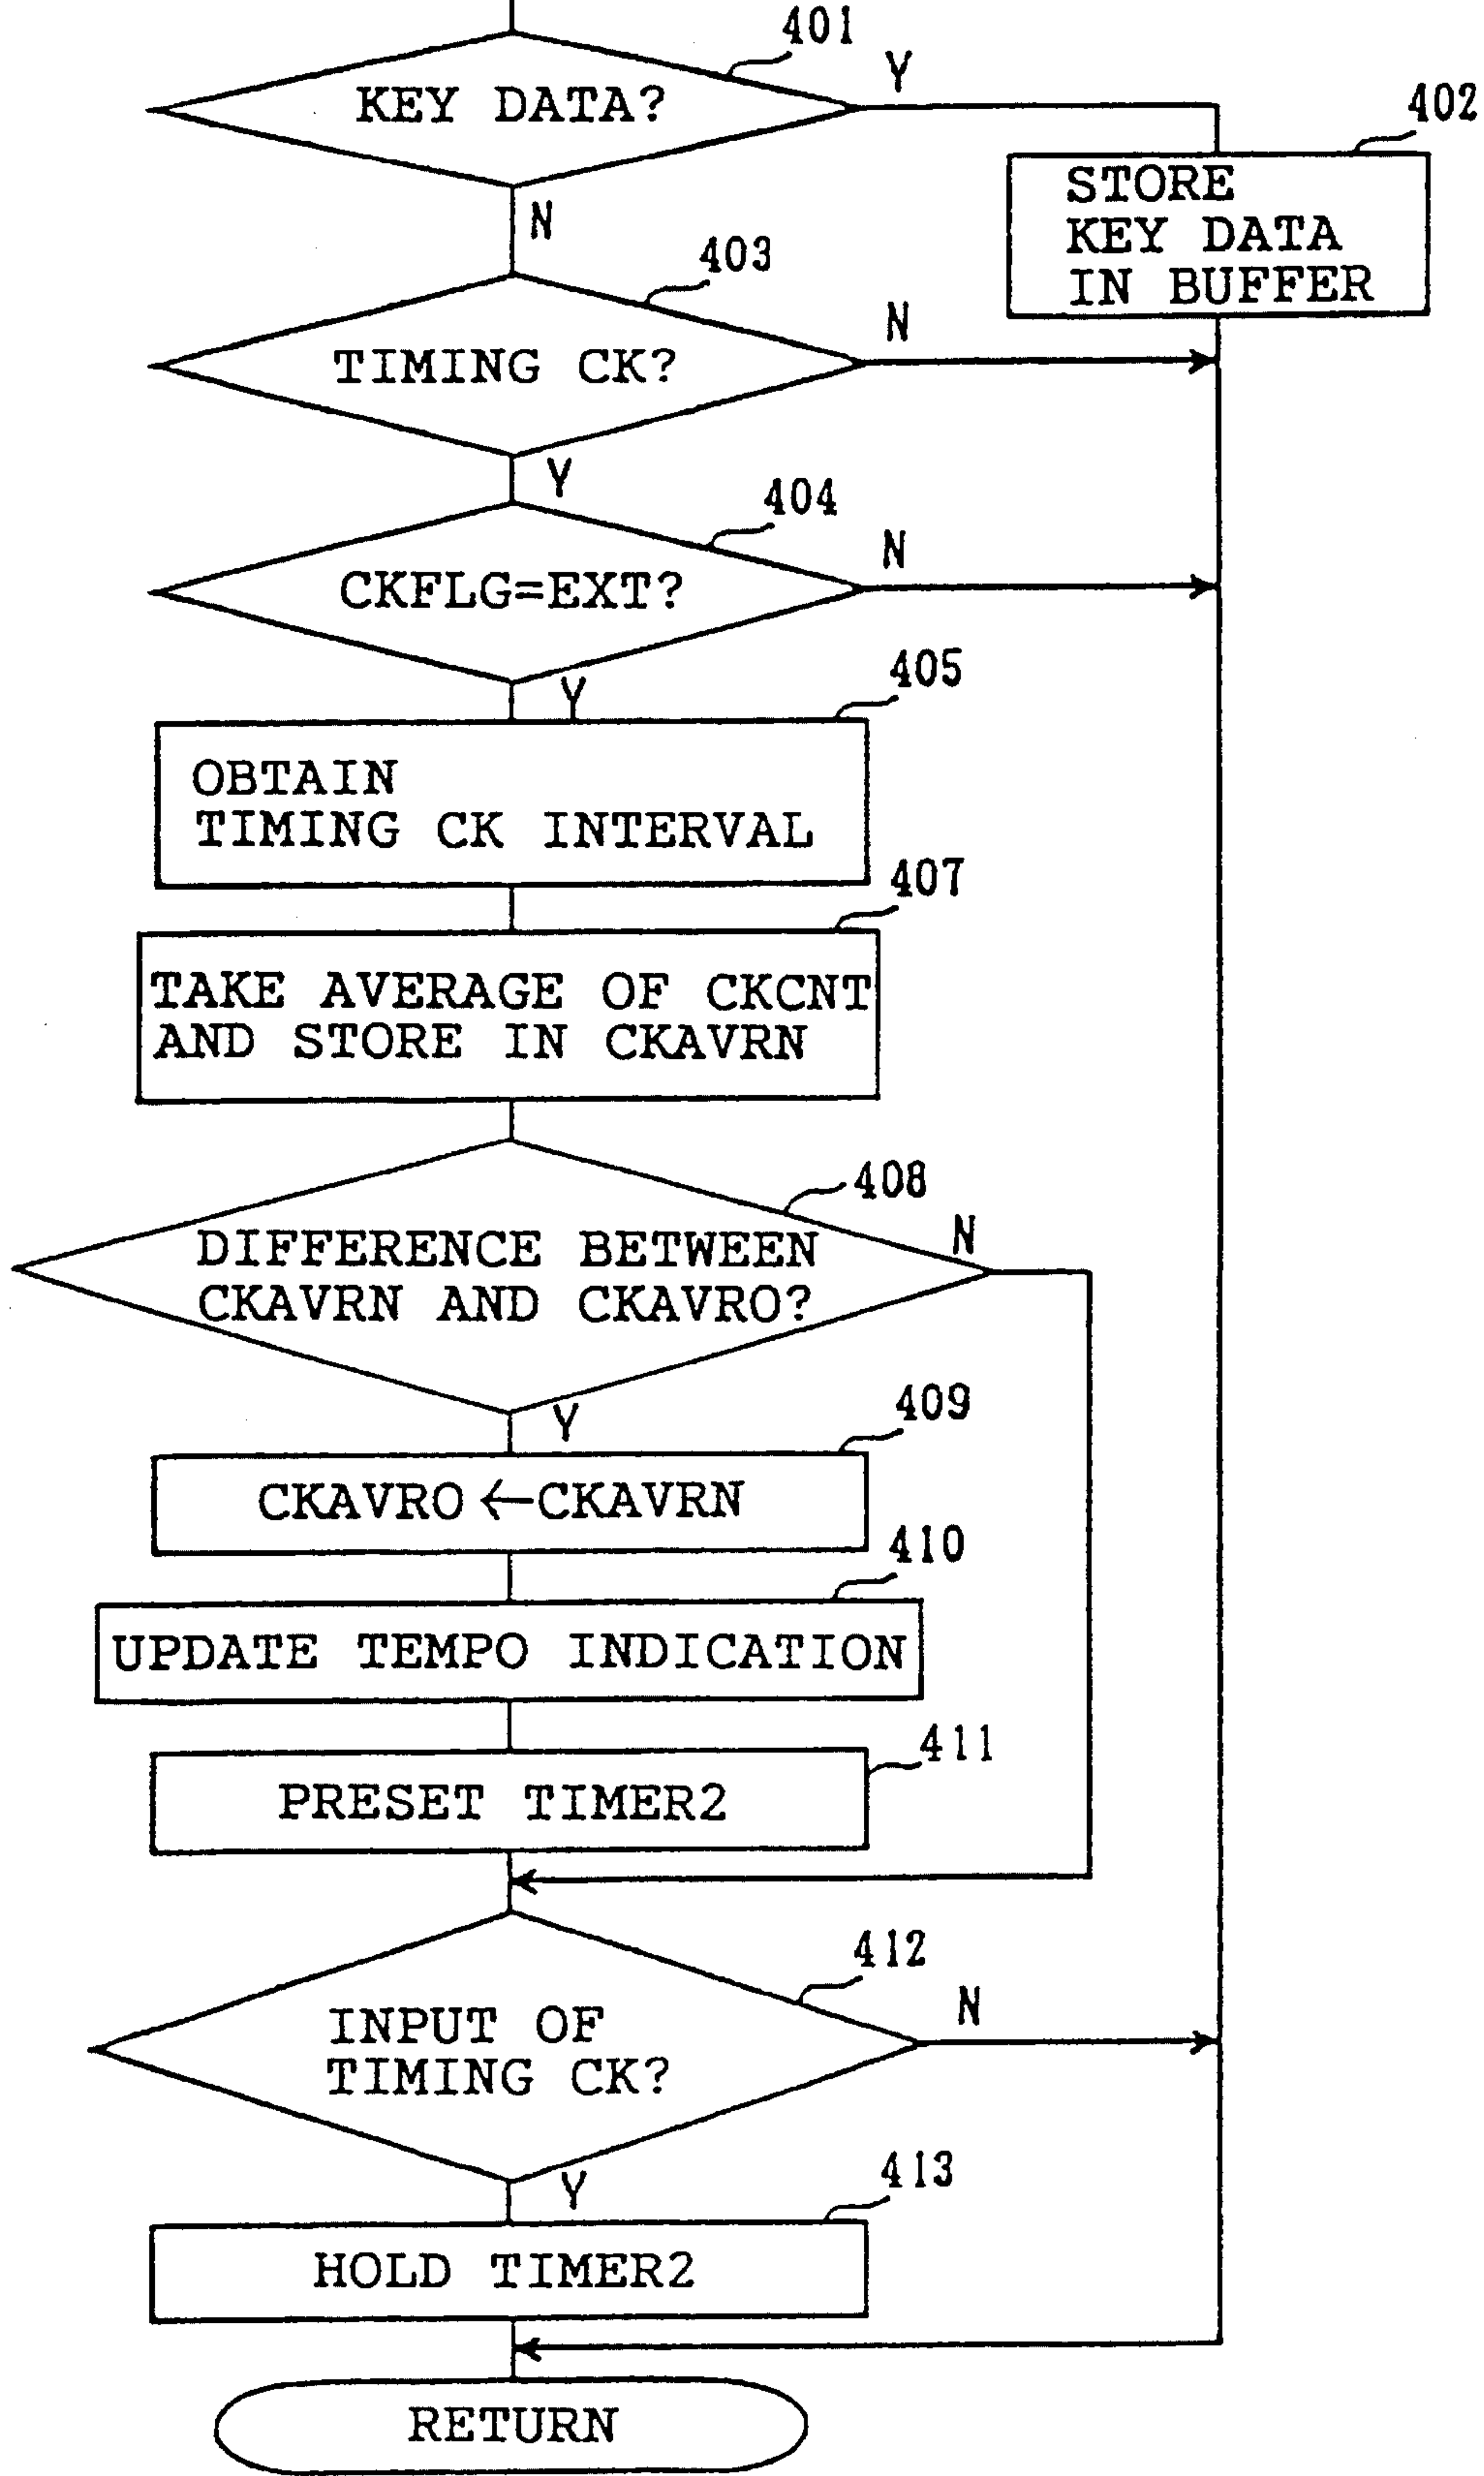 401
KEY DATA?
Y
402
STORE
KEY DATA
IN BUFFER
N
403
TIMING CK?
N
Y
404
CKFLG=EXT?
N
Y
405
OBTAIN
TIMING CK INTERVAL
407
TAKE AVERAGE OF CKCNT
AND STORE IN CKAVRN
408
DIFFERENCE BETWEEN
CKAVRN AND CKAVRO?
N
Y
409
CKAVRO←CKAVRN
410
UPDATE TEMPO INDICATION
411
PRESET TIMER2
412
INPUT OF
TIMING CK?
N
Y
413
HOLD TIMER2
RETURN